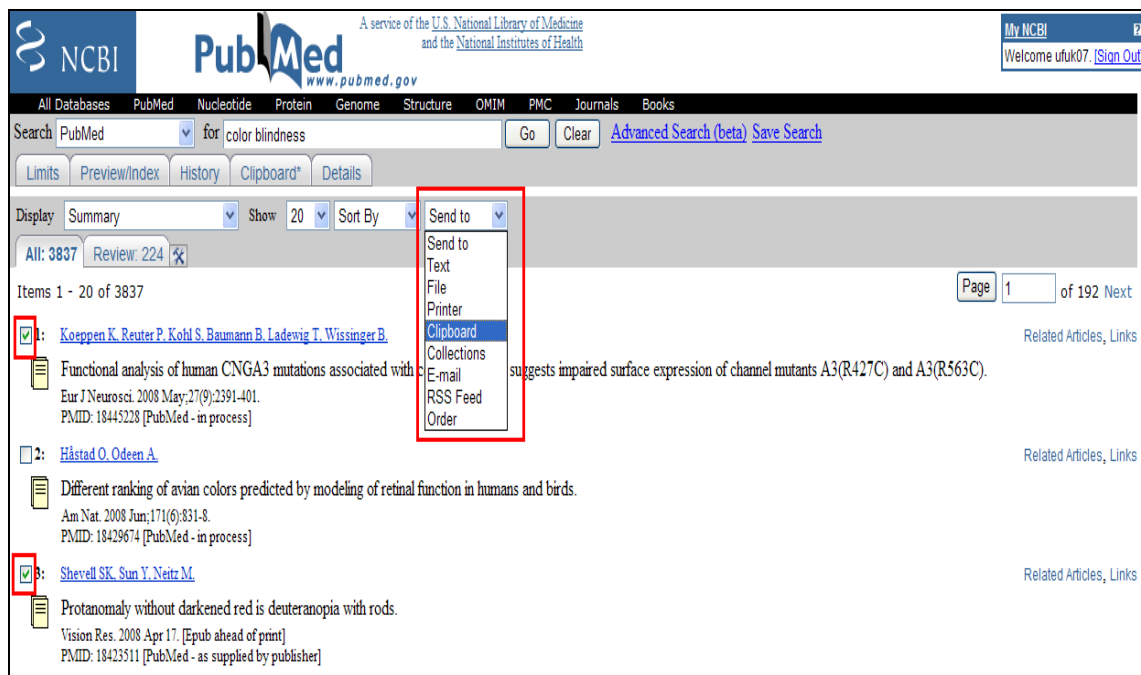 NCBI
PubMed
www.pubmed.gov
A service of the U.S. National Library of Medicine
and the National Institutes of Health
My NCBI
Welcome ufuk07. [Sign Out]
All Databases PubMed Nucleotide Protein Genome Structure OMIM PMC Journals Books
Search PubMed for color blindness Go Clear Advanced Search (beta) Save Search
Limits Preview/Index History Clipboard* Details
Display Summary Show 20 Sort By Send to
Send to
Text
File
Printer
Clipboard
Collections
E-mail
RSS Feed
Order
All: 3837 Review: 224
Items 1 - 20 of 3837
Page 1 of 192 Next
1: Koeppen K, Reuter P, Kohl S, Baumann B, Ladewig T, Wissinger B.
Related Articles, Links
Functional analysis of human CNGA3 mutations associated with suggests impaired surface expression of channel mutants A3(R427C) and A3(R563C).
Eur J Neurosci. 2008 May;27(9):2391-401.
PMID: 18445228 [PubMed - in process]
2: Håstad O, Odeen A.
Related Articles, Links
Different ranking of avian colors predicted by modeling of retinal function in humans and birds.
Am Nat. 2008 Jun;171(6):831-8.
PMID: 18429674 [PubMed - in process]
3: Shevell SK, Sun Y, Neitz M.
Related Articles, Links
Protanomaly without darkened red is deuteranopia with rods.
Vision Res. 2008 Apr 17. [Epub ahead of print]
PMID: 18423511 [PubMed - as supplied by publisher]